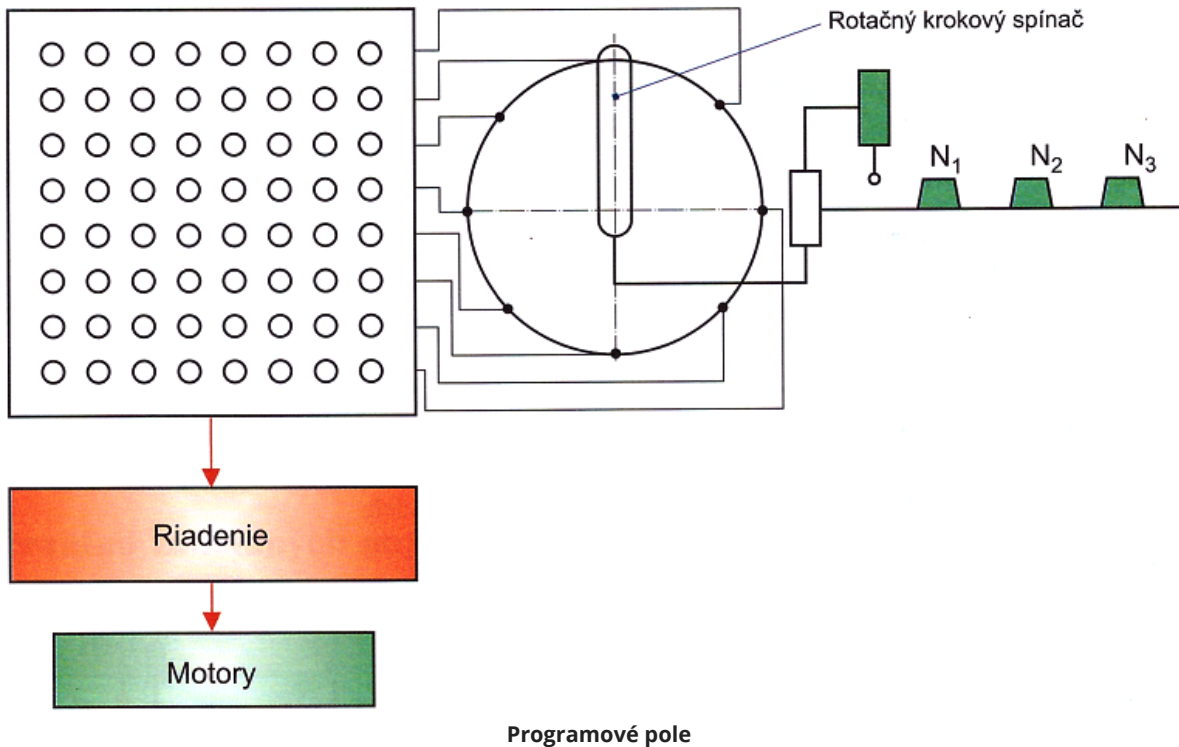 Rotačný krokový spínač
N1 N2 N3
Riadenie
Motory
Programové pole